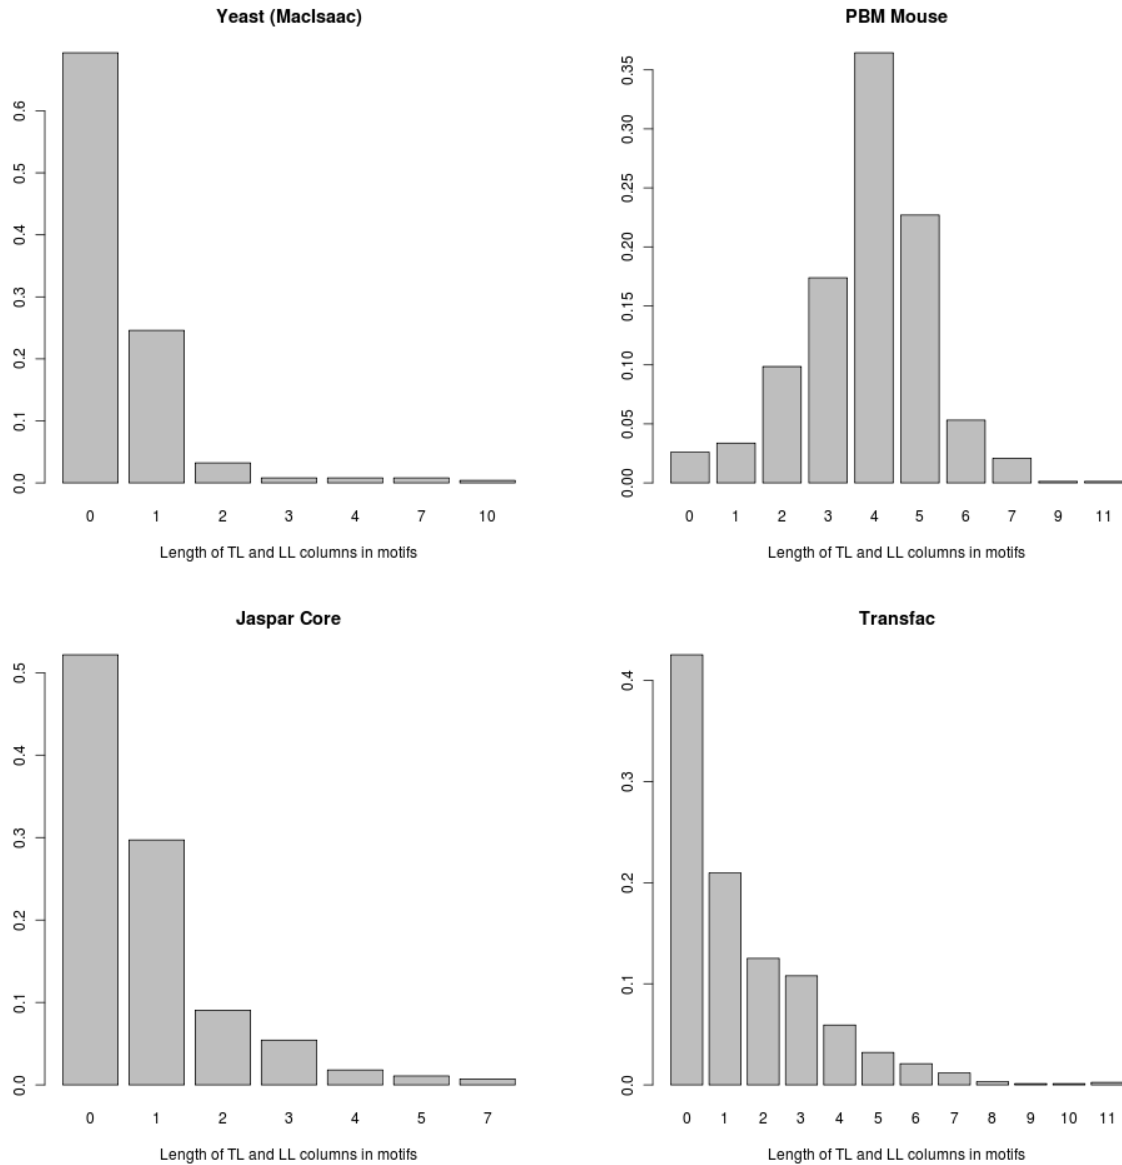 Yeast (MacIsaac)
0.0 0.1 0.2 0.3 0.4 0.5 0.6
0 1 2 3 4 7 10
Length of TL and LL columns in motifs
PBM Mouse
0.00 0.05 0.10 0.15 0.20 0.25 0.30 0.35
0 1 2 3 4 5 6 7 9 11
Length of TL and LL columns in motifs
Jaspar Core
0.0 0.1 0.2 0.3 0.4 0.5
0 1 2 3 4 5 7
Length of TL and LL columns in motifs
Transfac
0.0 0.1 0.2 0.3 0.4
0 1 2 3 4 5 6 7 8 9 10 11
Length of TL and LL columns in motifs